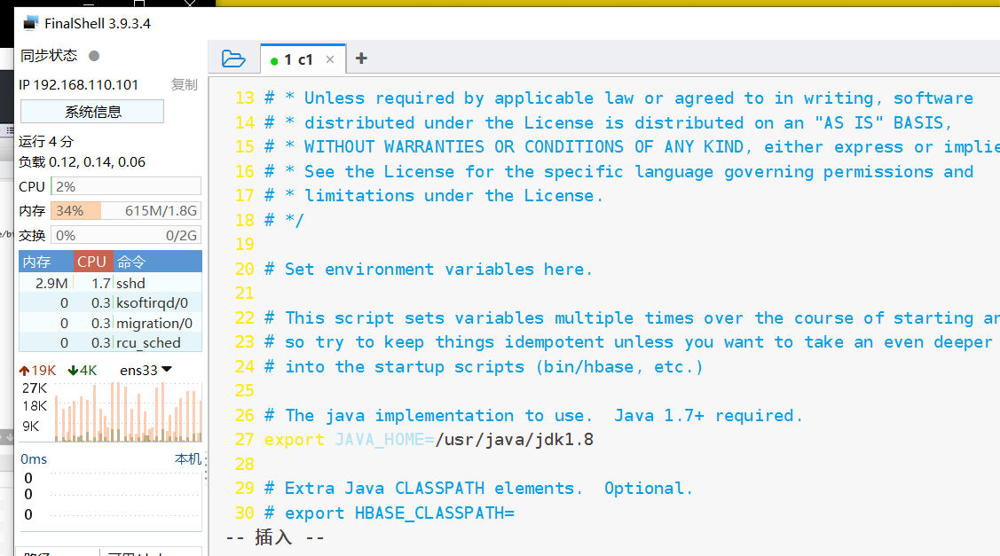 FinalShell 3.9.3.4
同步状态
IP 192.168.110.101 复制
系统信息
运行 4 分
负载 0.12, 0.14, 0.06
CPU 2%
内存 34% 615M/1.8G
交换 0% 0/2G
内存 CPU 命令
2.9M 1.7 sshd
0 0.3 ksoftirqd/0
0 0.3 migration/0
0 0.3 rcu_sched
19K 4K ens33
27K
18K
9K
0ms 本机
0
0
0
1 c1
13 # * Unless required by applicable law or agreed to in writing, software
14 # * distributed under the License is distributed on an "AS IS" BASIS,
15 # * WITHOUT WARRANTIES OR CONDITIONS OF ANY KIND, either express or implie
16 # * See the License for the specific language governing permissions and
17 # * limitations under the License.
18 # */
19
20 # Set environment variables here.
21
22 # This script sets variables multiple times over the course of starting an
23 # so try to keep things idempotent unless you want to take an even deeper
24 # into the startup scripts (bin/hbase, etc.)
25
26 # The java implementation to use.  Java 1.7+ required.
27 export JAVA_HOME=/usr/java/jdk1.8
28
29 # Extra Java CLASSPATH elements.  Optional.
30 # export HBASE_CLASSPATH=
-- 插入 --